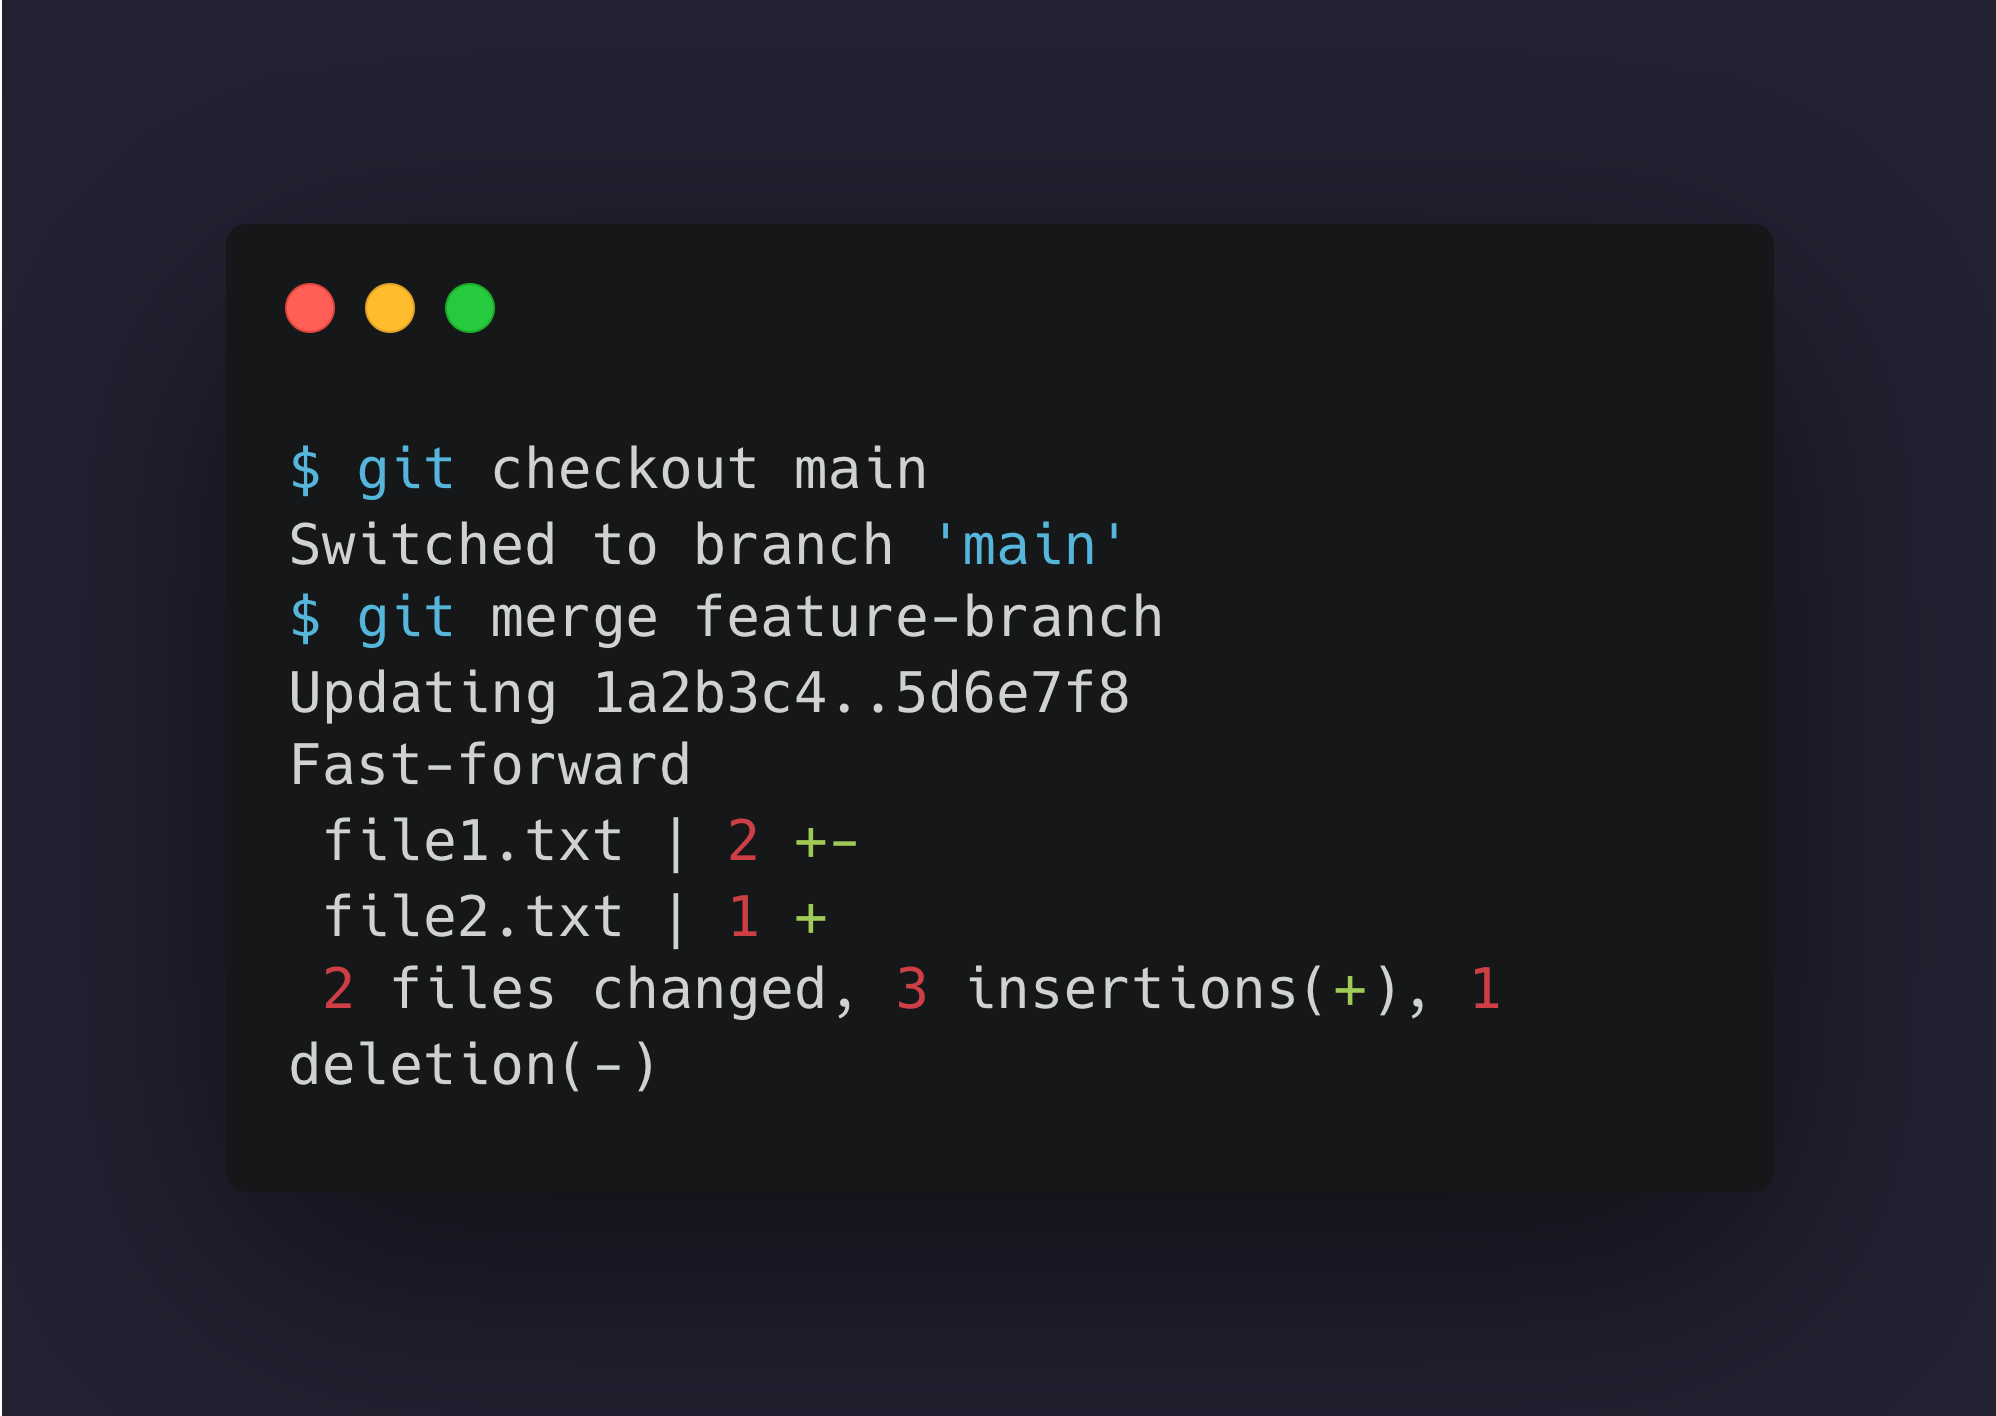 $ git checkout main
Switched to branch 'main'
$ git merge feature-branch
Updating 1a2b3c4..5d6e7f8
Fast-forward
 file1.txt | 2 +-
 file2.txt | 1 +
 2 files changed, 3 insertions(+), 1
deletion(-)